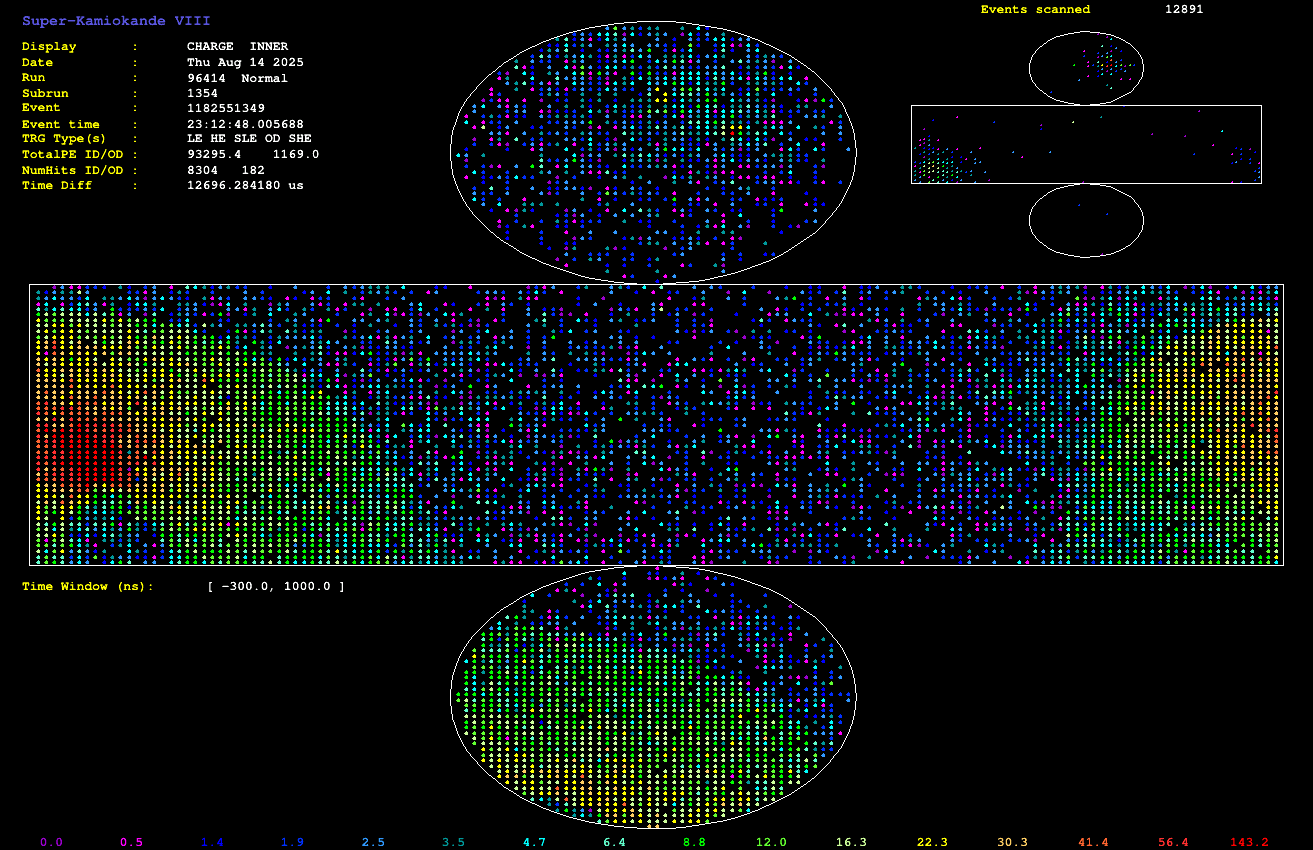 Super-Kamiokande VIII
Events scanned 12891
Display : CHARGE INNER
Date : Thu Aug 14 2025
Run : 96414 Normal
Subrun : 1354
Event : 1182551349
Event time : 23:12:48.005688
TRG Type(s) : LE HE SLE OD SHE
TotalPE ID/OD : 93295.4 1169.0
NumHits ID/OD : 8304 182
Time Diff : 12696.284180 us
Time Window (ns): [ -300.0, 1000.0 ]
0.0 0.5 1.4 1.9 2.5 3.5 4.7 6.4 8.8 12.0 16.3 22.3 30.3 41.4 56.4 143.2